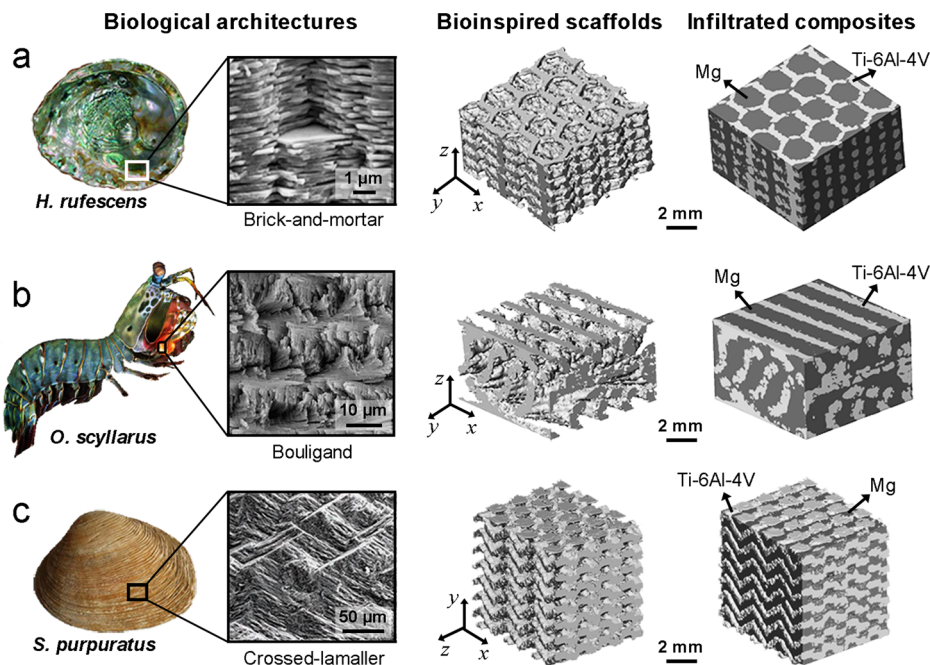 Biological architectures
Bioinspired scaffolds
Infiltrated composites
a
H. rufescens
1 μm
Brick-and-mortar
z
y
x
2 mm
Mg
Ti-6Al-4V
b
O. scyllarus
10 μm
Bouligand
z
y
x
2 mm
Mg
Ti-6Al-4V
c
S. purpuratus
50 μm
Crossed-lamaller
y
z
x
2 mm
Ti-6Al-4V
Mg